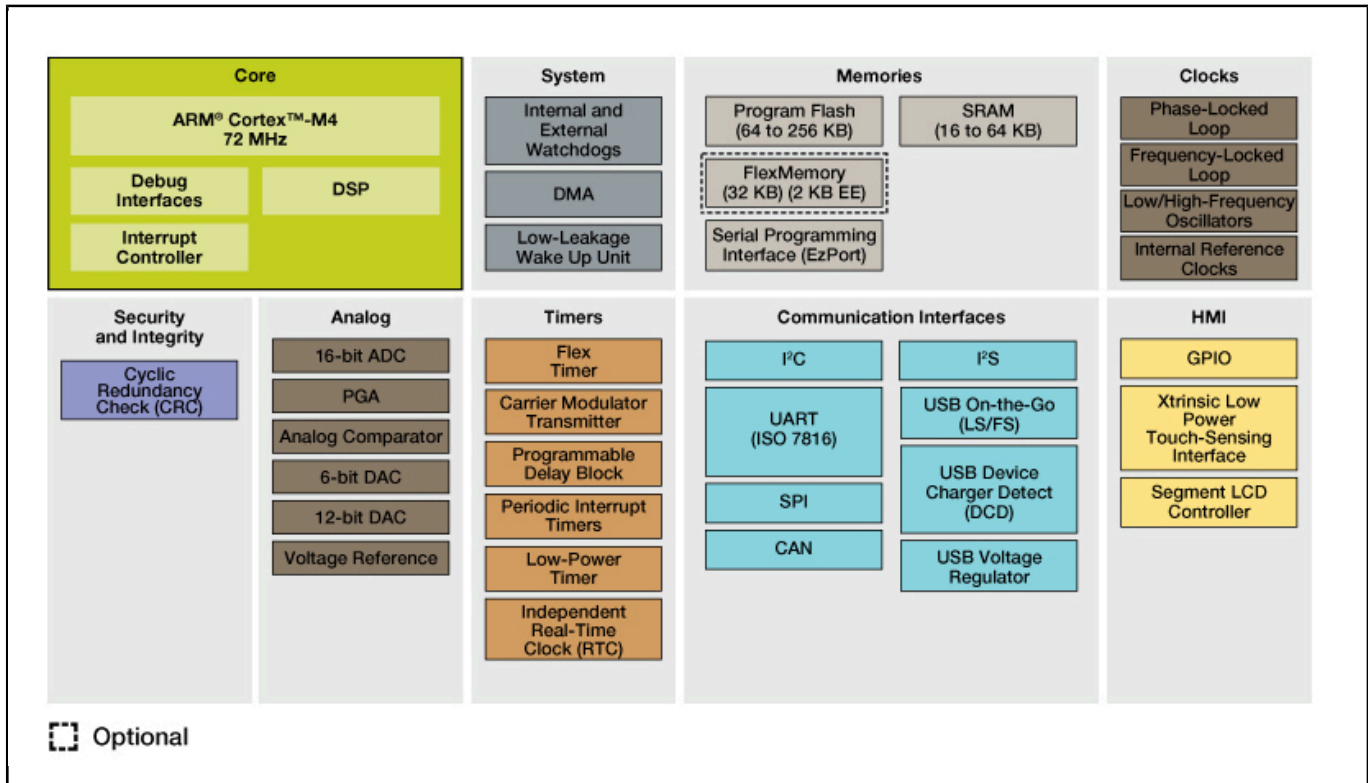 Core
ARM® Cortex™-M4
72 MHz
Debug
Interfaces
DSP
Interrupt
Controller
System
Internal and
External
Watchdogs
DMA
Low-Leakage
Wake Up Unit
Memories
Program Flash
(64 to 256 KB)
SRAM
(16 to 64 KB)
FlexMemory
(32 KB) (2 KB EE)
Serial Programming
Interface (EzPort)
Clocks
Phase-Locked
Loop
Frequency-Locked
Loop
Low/High-Frequency
Oscillators
Internal Reference
Clocks
Security
and Integrity
Cyclic
Redundancy
Check (CRC)
Analog
16-bit ADC
PGA
Analog Comparator
6-bit DAC
12-bit DAC
Voltage Reference
Timers
Flex
Timer
Carrier Modulator
Transmitter
Programmable
Delay Block
Periodic Interrupt
Timers
Low-Power
Timer
Independent
Real-Time
Clock (RTC)
Communication Interfaces
I²C
I²S
UART
(ISO 7816)
USB On-the-Go
(LS/FS)
USB Device
Charger Detect
(DCD)
SPI
CAN
USB Voltage
Regulator
HMI
GPIO
Xtrinsic Low
Power
Touch-Sensing
Interface
Segment LCD
Controller
Optional